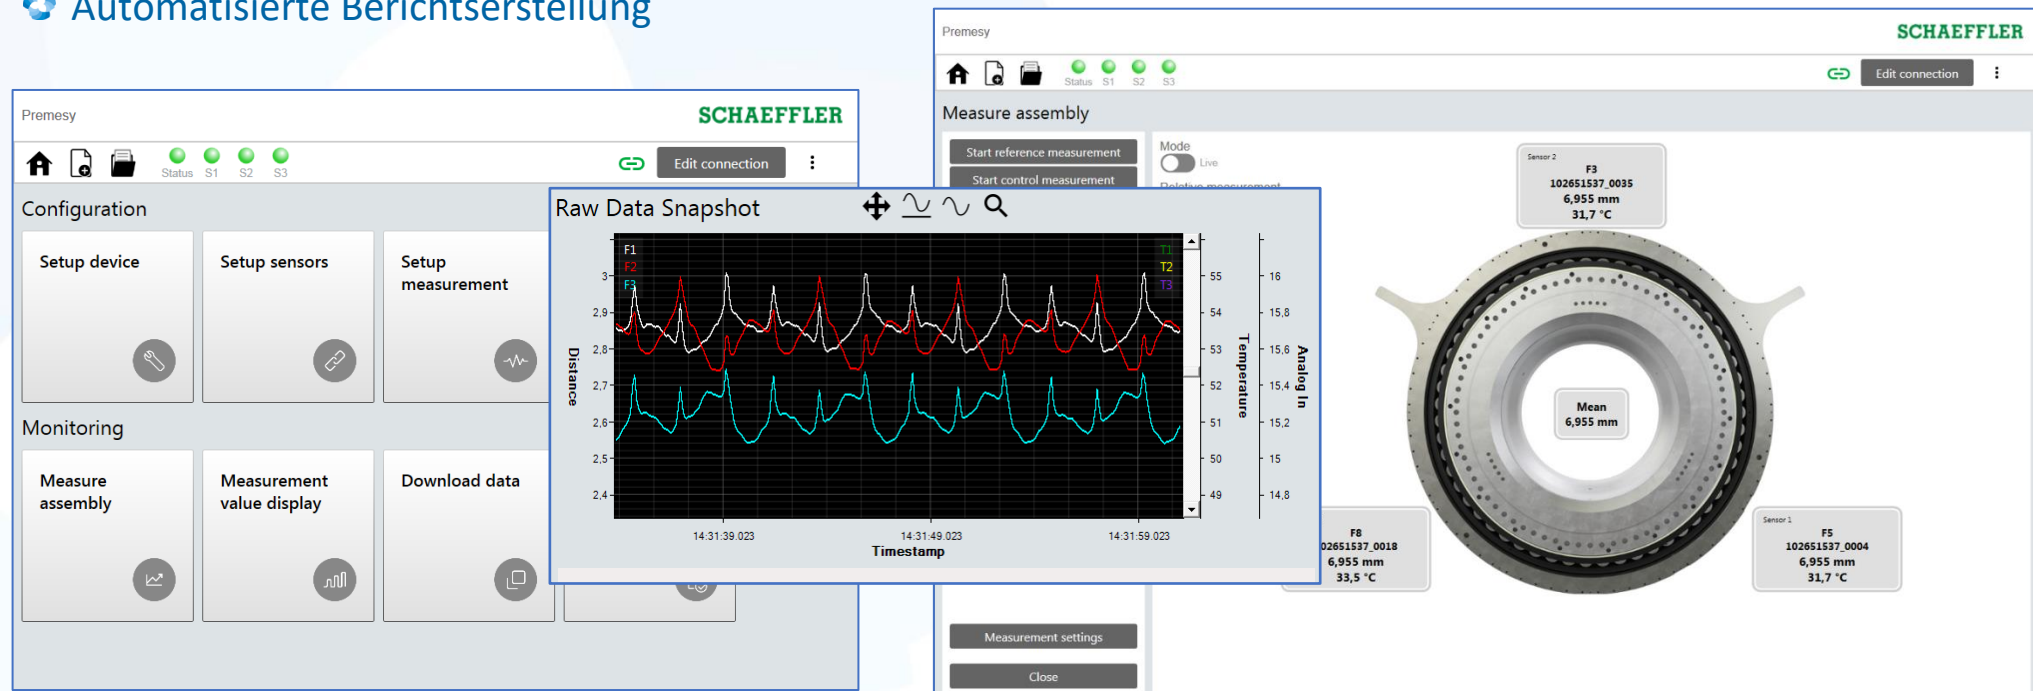 Automatisierte Berichtserstellung
Premesy
SCHAEFFLER
Status S1 S2 S3
Edit connection
Configuration
Setup device
Setup sensors
Setup
measurement
Monitoring
Measure
assembly
Measurement
value display
Download data
Raw Data Snapshot
F1
F2
F3
T1
T2
T3
3
2,9
2,8
2,7
2,6
2,5
2,4
Distance
55
54
53
52
51
50
49
Temperature
16
15,8
15,6
15,4
15,2
15
14,8
Analog In
14:31:39.023
14:31:49.023
14:31:59.023
Timestamp
Premesy
SCHAEFFLER
Status S1 S2 S3
Edit connection
Measure assembly
Start reference measurement
Start control measurement
Mode
Live
Relative measurement
Sensor 2
F3
102651537_0035
6,955 mm
31,7 °C
Mean
6,955 mm
F8
02651537_0018
6,955 mm
33,5 °C
Sensor 1
F5
102651537_0004
6,955 mm
31,7 °C
Measurement settings
Close